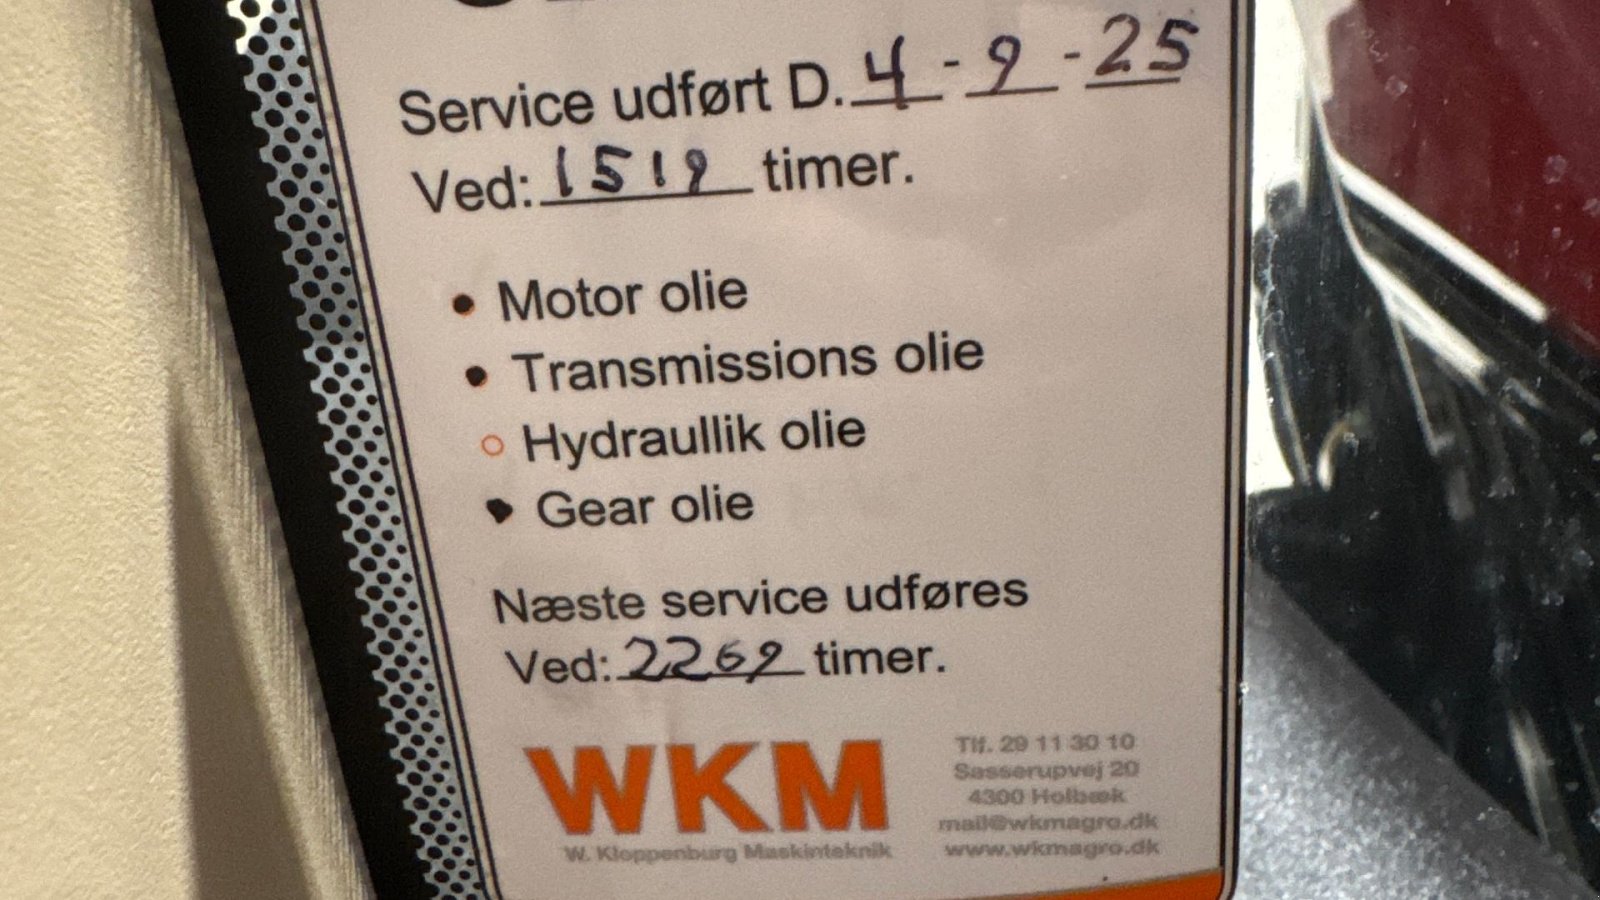 Service udført D. 4 - 9 - 25
Ved: 1519 timer.
Motor olie
Transmissions olie
Hydraullik olie
Gear olie
Næste service udføres
Ved: 2269 timer.
WKM
W. Kloppenburg Maskinteknik
Tlf. 29 11 30 10
Sasserupvej 20
4300 Holbæk
mail@wkmagro.dk
www.wkmagro.dk